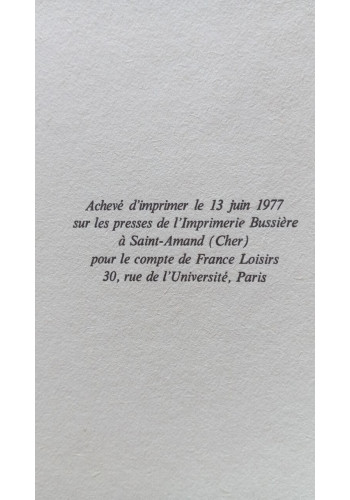 Achevé d'imprimer le 13 juin 1977
sur les presses de l'Imprimerie Bussière
à Saint-Amand (Cher)
pour le compte de France Loisirs
30, rue de l'Université, Paris